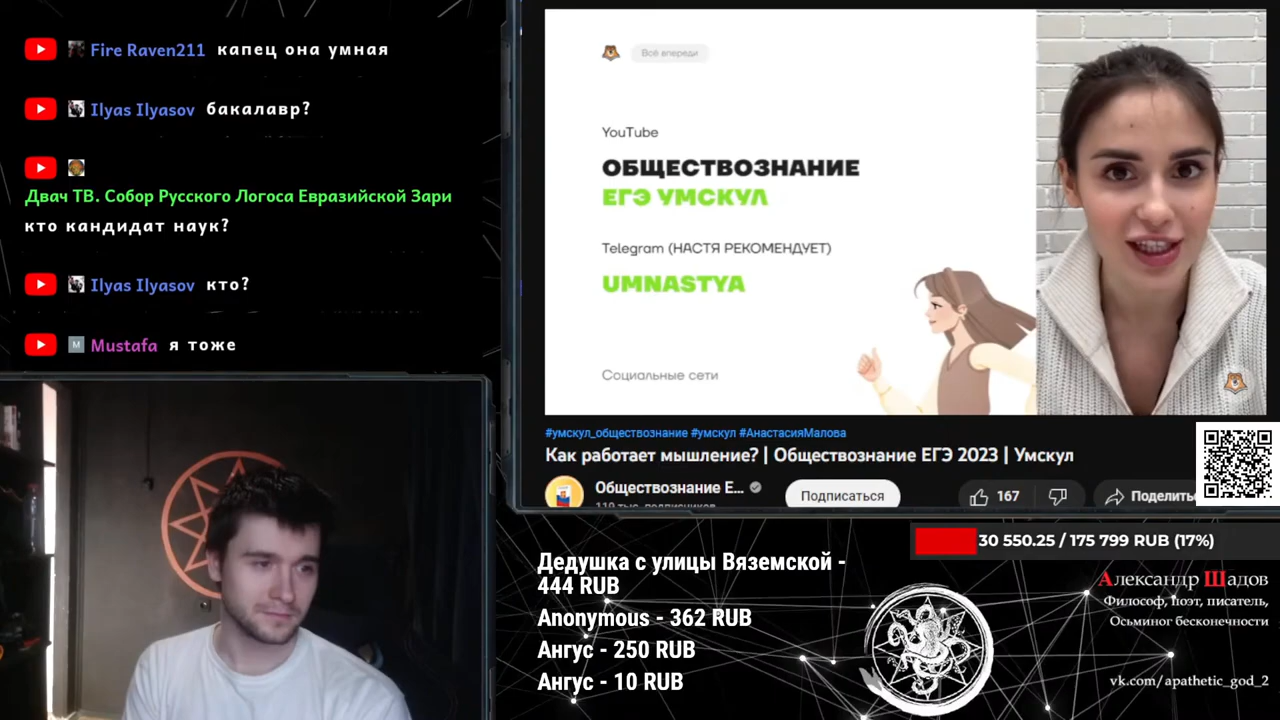 Fire Raven211 капец она умная
Ilyas Ilyasov бакалавр?
Двач ТВ. Собор Русского Логоса Евразийской Зари
кто кандидат наук?
Ilyas Ilyasov кто?
M Mustafa я тоже
Всё впереди
YouTube
ОБЩЕСТВОЗНАНИЕ
ЕГЭ УМСКУЛ
Telegram (НАСТЯ РЕКОМЕНДУЕТ)
UMNASTYA
Социальные сети
#умскул_обществознание #умскул #АнастасияМалова
Как работает мышление? | Обществознание ЕГЭ 2023 | Умскул
Обществознание Е...
Подписаться
167
Поделить
30 550.25 / 175 799 RUB (17%)
Дедушка с улицы Вяземской -
444 RUB
Anonymous - 362 RUB
Ангус - 250 RUB
Ангус - 10 RUB
Александр Шадов
Философ, поэт, писатель,
Осьминог бесконечности
vk.com/apathetic_god_2